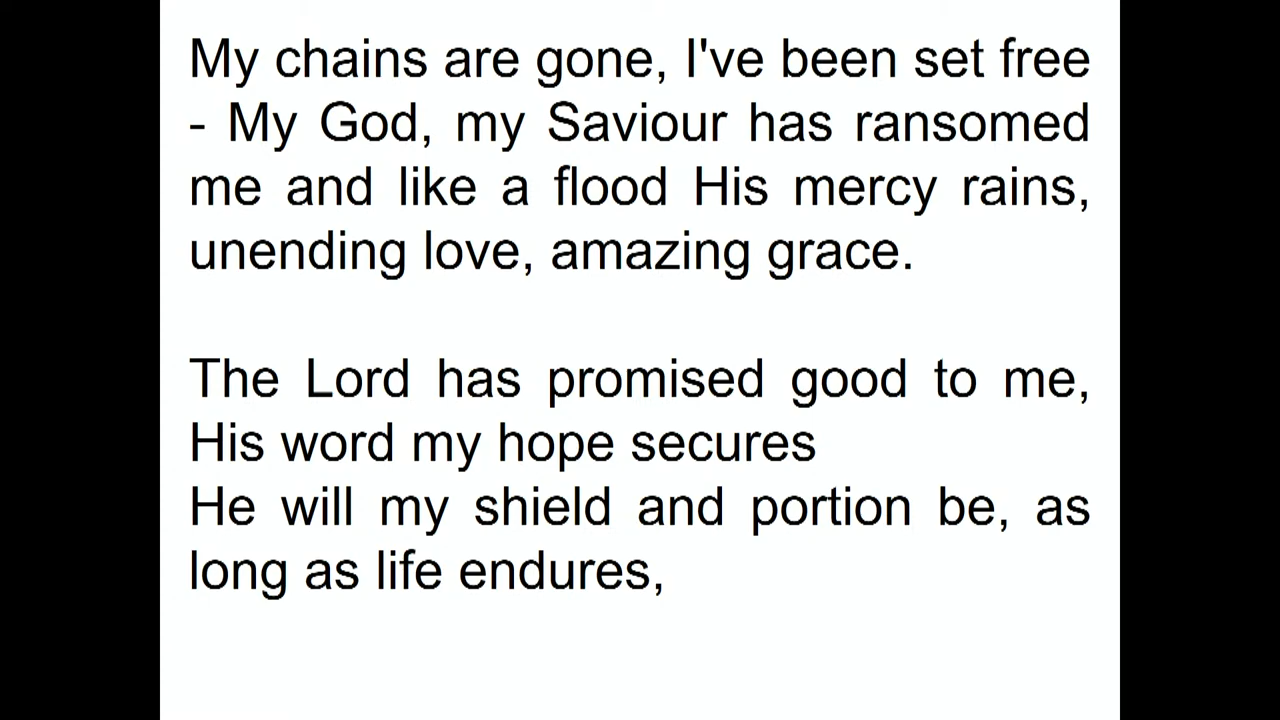 My chains are gone, I've been set free
- My God, my Saviour has ransomed
me and like a flood His mercy rains,
unending love, amazing grace.
The Lord has promised good to me,
His word my hope secures
He will my shield and portion be, as
long as life endures,